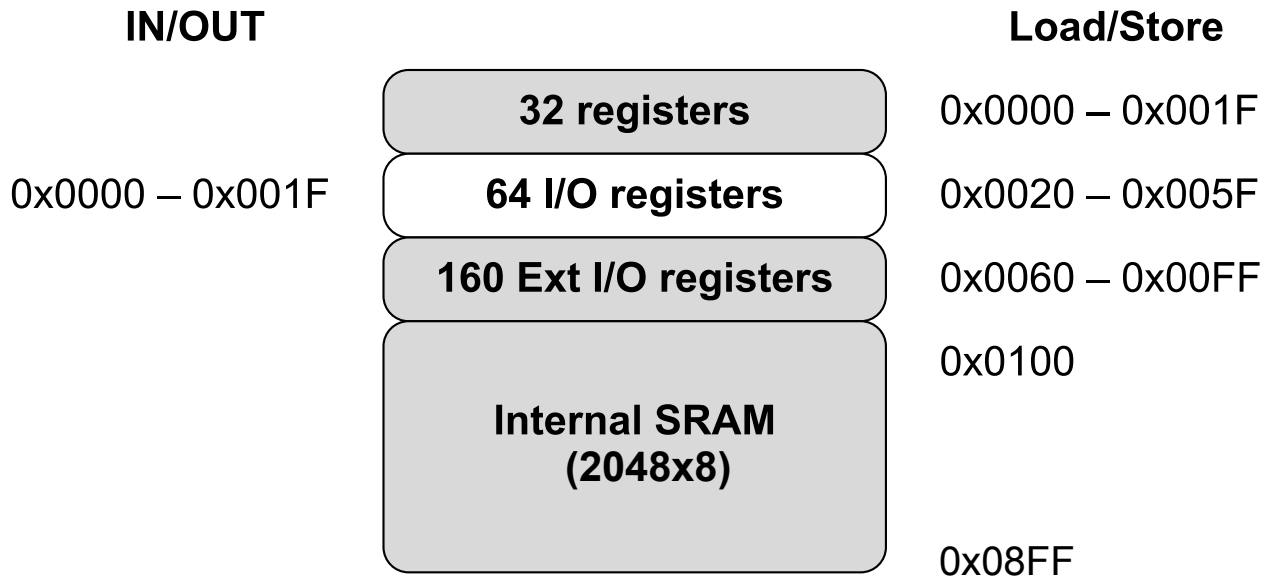 IN/OUT
Load/Store
32 registers
0x0000 – 0x001F
0x0000 – 0x001F
64 I/O registers
0x0020 – 0x005F
160 Ext I/O registers
0x0060 – 0x00FF
0x0100
Internal SRAM
(2048x8)
0x08FF